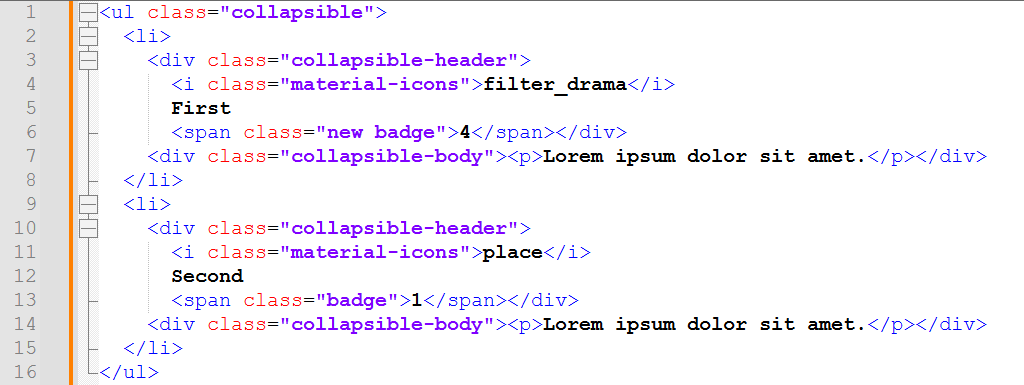 1 <ul class="collapsible">
2 <li>
3 <div class="collapsible-header">
4 <i class="material-icons">filter_drama</i>
5 First
6 <span class="new badge">4</span></div>
7 <div class="collapsible-body"><p>Lorem ipsum dolor sit amet.</p></div>
8 </li>
9 <li>
10 <div class="collapsible-header">
11 <i class="material-icons">place</i>
12 Second
13 <span class="badge">1</span></div>
14 <div class="collapsible-body"><p>Lorem ipsum dolor sit amet.</p></div>
15 </li>
16 </ul>